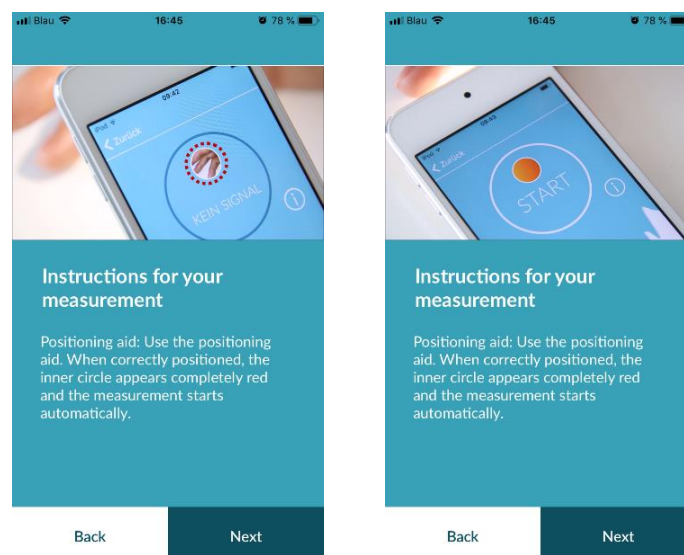 Blau 16:45 78 %
iPod 09:42
Zurück
KEIN SIGNAL
Instructions for your
measurement
Positioning aid: Use the positioning
aid. When correctly positioned, the
inner circle appears completely red
and the measurement starts
automatically.
Back Next
Blau 16:45 78 %
iPod 09:42
Zurück
START
Instructions for your
measurement
Positioning aid: Use the positioning
aid. When correctly positioned, the
inner circle appears completely red
and the measurement starts
automatically.
Back Next